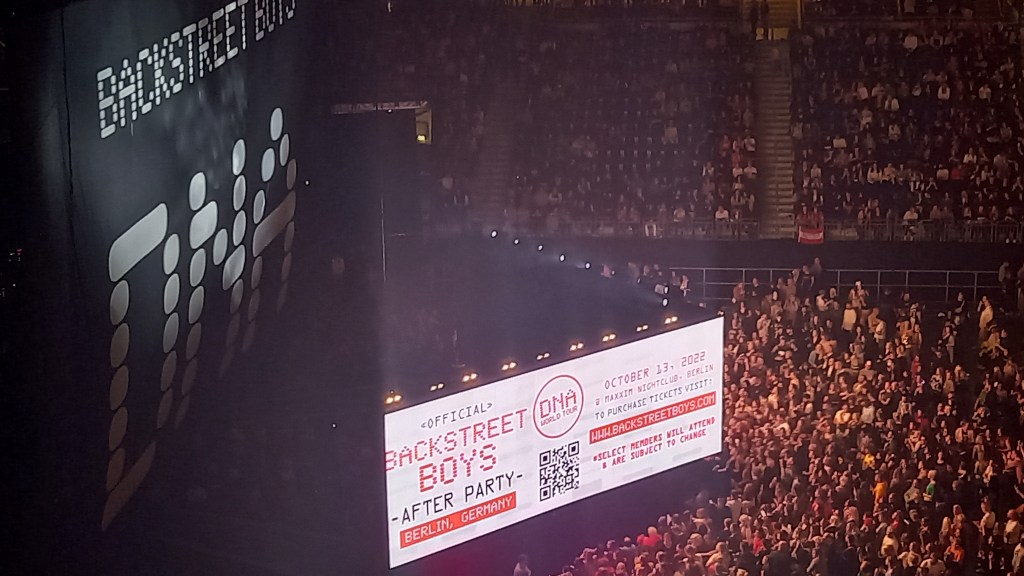 BACKSTREET BOYS
DNA
<OFFICIAL>
BACKSTREET
BOYS
-AFTER PARTY-
BERLIN, GERMANY
DNA
WORLD TOUR
OCTOBER 13, 2022
@ MAXXIM NIGHTCLUB, BERLIN
TO PURCHASE TICKETS VISIT:
WWW.BACKSTREETBOYS.COM
*SELECT MEMBERS WILL ATTEND
& ARE SUBJECT TO CHANGE